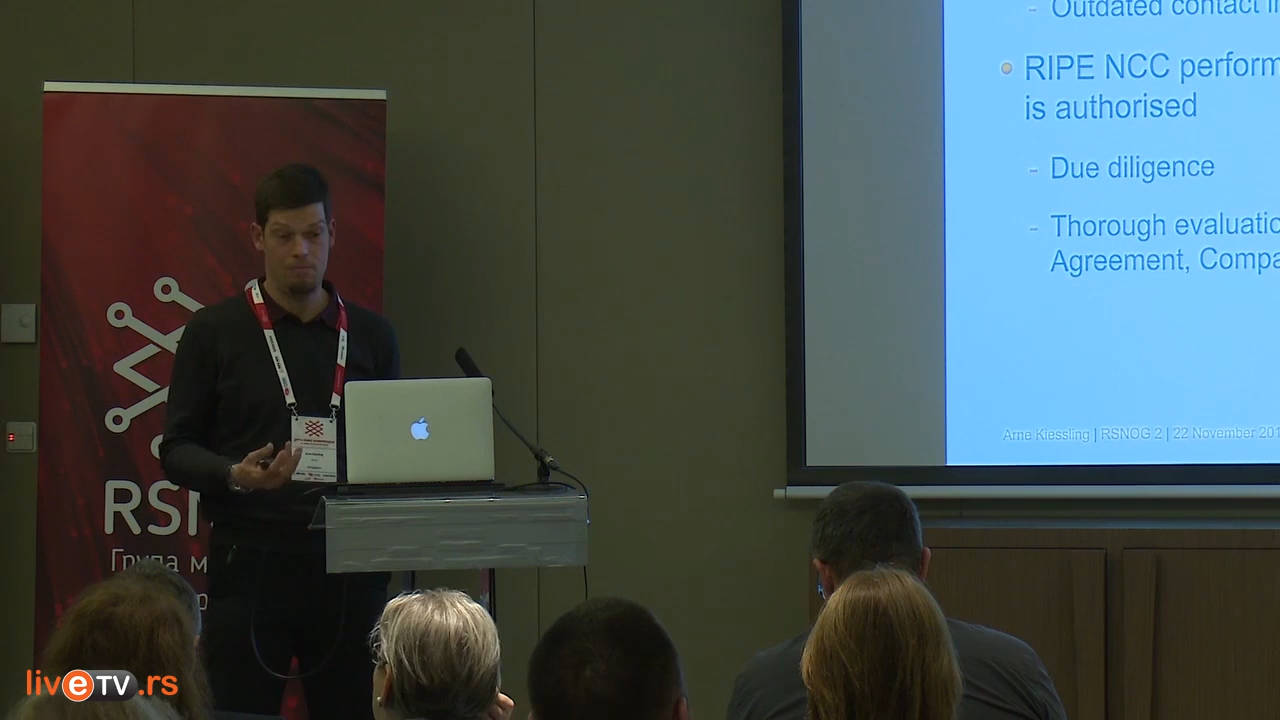 Outdated contact
RIPE NCC perform
is authorised
Due diligence
Thorough evaluatio
Agreement, Compa
Arne Kiessling | RSNOG 2 | 22 November 201
RSN
Група м
liveTV.rs